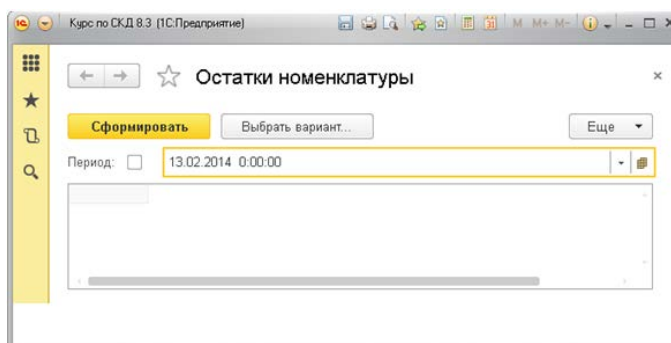 Курс по СКД 8.3 (1С:Предприятие)
M M+ M-
Остатки номенклатуры
Сформировать Выбрать вариант... Еще
Период: 13.02.2014 0:00:00